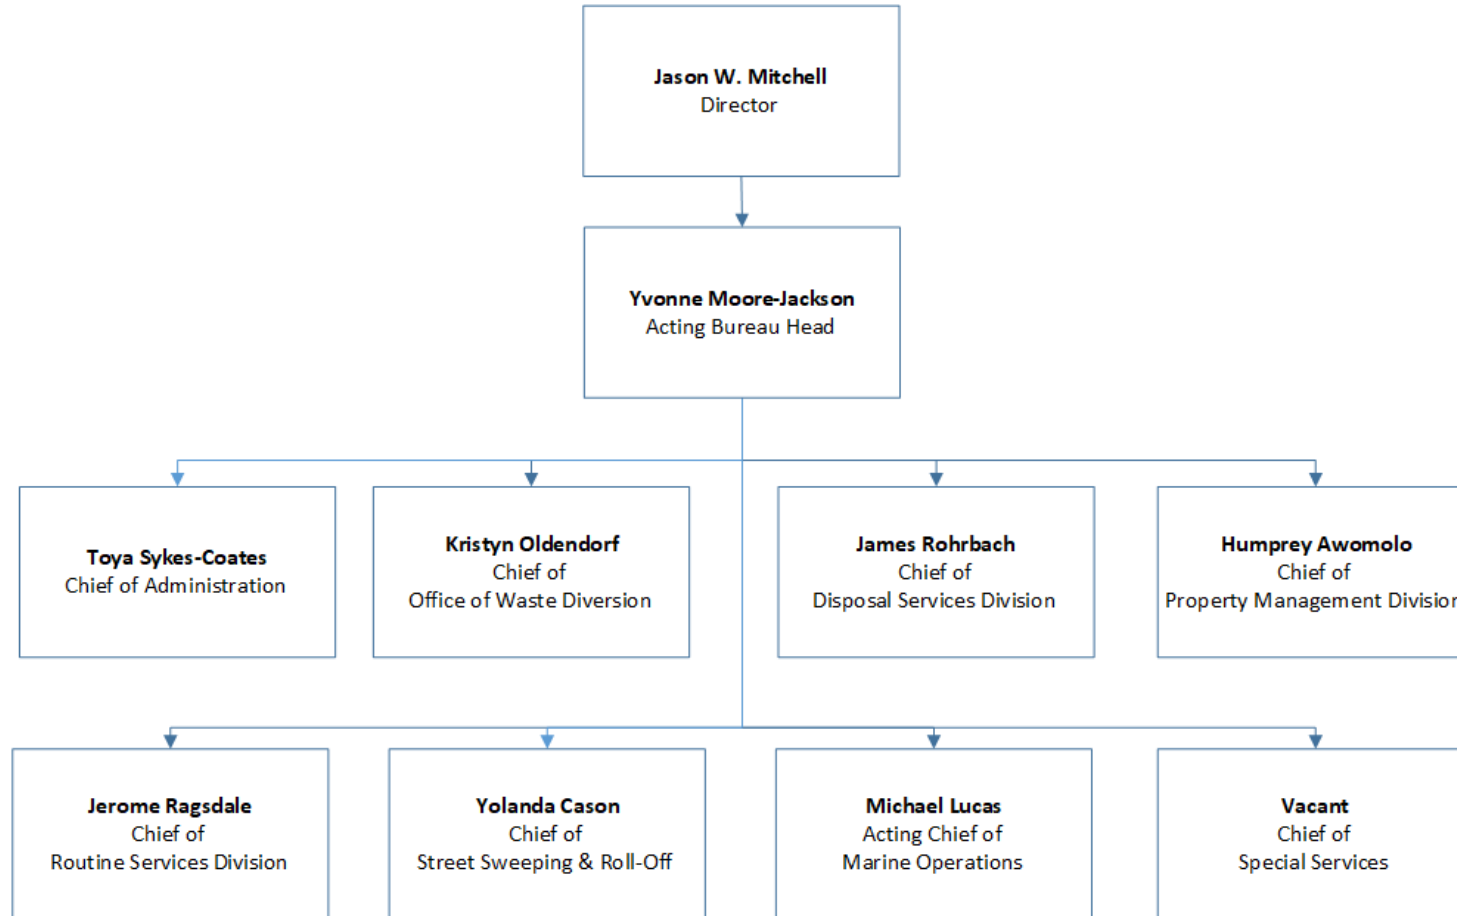 Jason W. Mitchell
Director
Yvonne Moore-Jackson
Acting Bureau Head
Toya Sykes-Coates
Chief of Administration
Kristyn Oldendorf
Chief of
Office of Waste Diversion
James Rohrbach
Chief of
Disposal Services Division
Humprey Awomolo
Chief of
Property Management Division
Jerome Ragsdale
Chief of
Routine Services Division
Yolanda Cason
Chief of
Street Sweeping & Roll-Off
Michael Lucas
Acting Chief of
Marine Operations
Vacant
Chief of
Special Services